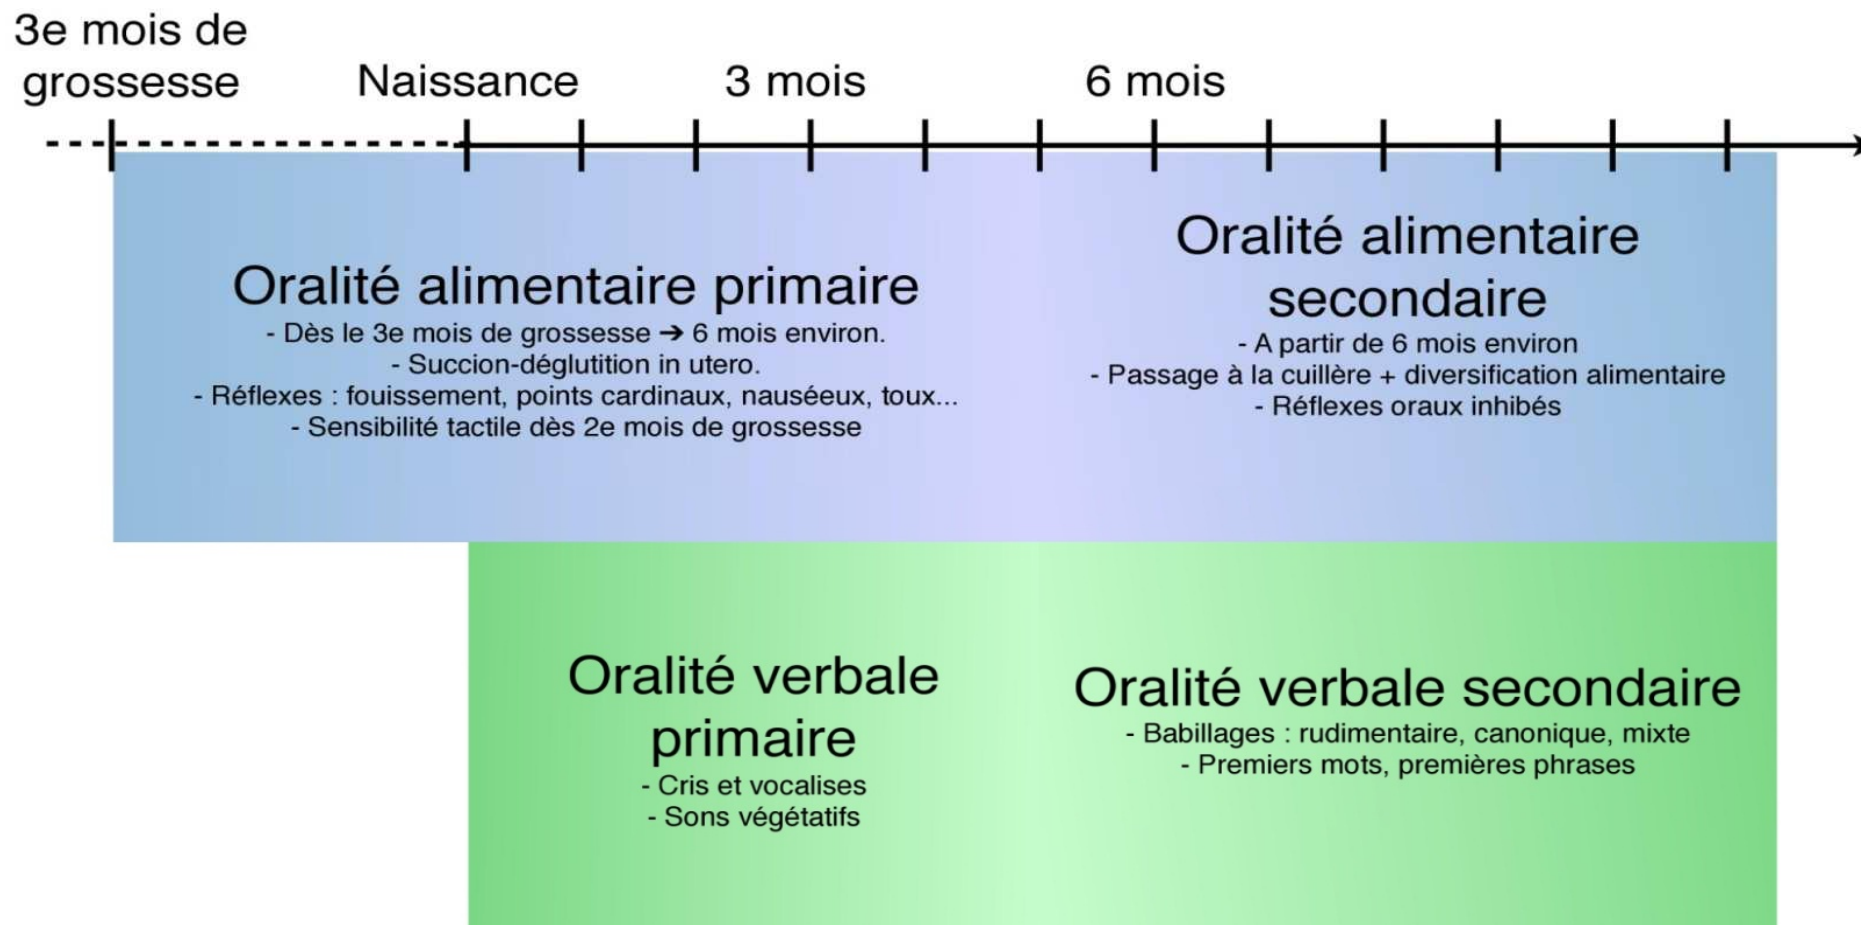 3e mois de
grossesse
Naissance
3 mois
6 mois
Oralité alimentaire primaire
- Dès le 3e mois de grossesse → 6 mois environ.
- Succion-déglutition in utero.
- Réflexes : fouissement, points cardinaux, nauséeux, toux...
- Sensibilité tactile dès 2e mois de grossesse
Oralité alimentaire
secondaire
- A partir de 6 mois environ
- Passage à la cuillère + diversification alimentaire
- Réflexes oraux inhibés
Oralité verbale
primaire
- Cris et vocalises
- Sons végétatifs
Oralité verbale secondaire
- Babillages : rudimentaire, canonique, mixte
- Premiers mots, premières phrases